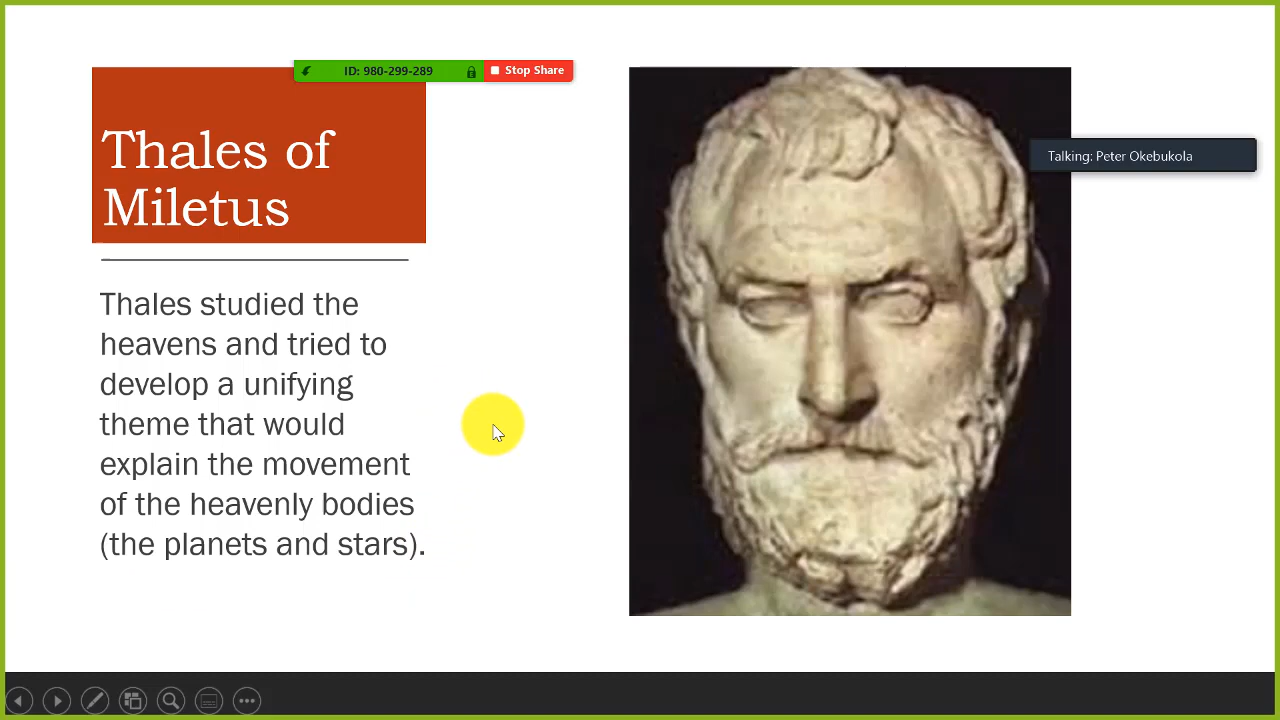 ID: 980-299-289
Stop Share
Thales of
Miletus
Talking: Peter Okebukola
Thales studied the
heavens and tried to
develop a unifying
theme that would
explain the movement
of the heavenly bodies
(the planets and stars).